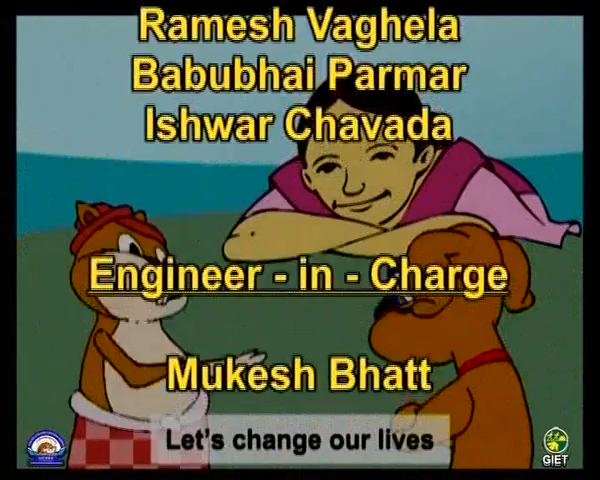 Ramesh Vaghela
Babubhai Parmar
Ishwar Chavada
Engineer - in - Charge
Mukesh Bhatt
Let's change our lives
GIET